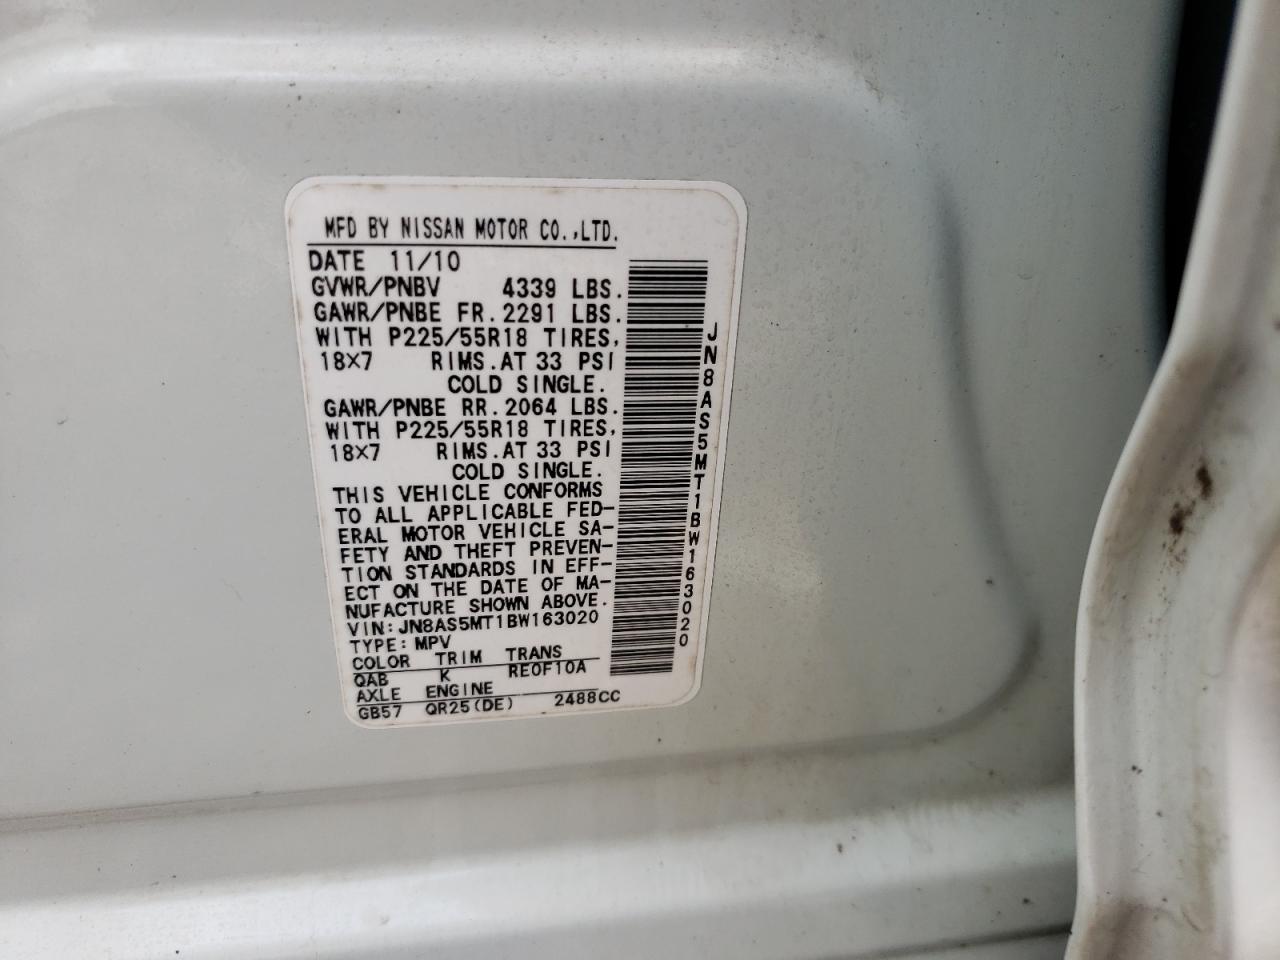 MFD BY NISSAN MOTOR CO.,LTD.
DATE 11/10
GVWR/PNBV 4339 LBS.
GAWR/PNBE FR.2291 LBS.
WITH P225/55R18 TIRES,
18×7 RIMS.AT 33 PSI
COLD SINGLE.
GAWR/PNBE RR.2064 LBS.
WITH P225/55R18 TIRES,
18×7 RIMS.AT 33 PSI
COLD SINGLE.
THIS VEHICLE CONFORMS
TO ALL APPLICABLE FED-
ERAL MOTOR VEHICLE SA-
FETY AND THEFT PREVEN-
TION STANDARDS IN EFF-
ECT ON THE DATE OF MA-
NUFACTURE SHOWN ABOVE.
VIN:JN8AS5MT1BW163020
TYPE:MPV
COLOR TRIM TRANS
QAB K RE0F10A
AXLE ENGINE
GB57 QR25(DE) 2488CC
JN8AS5MT1BW163020